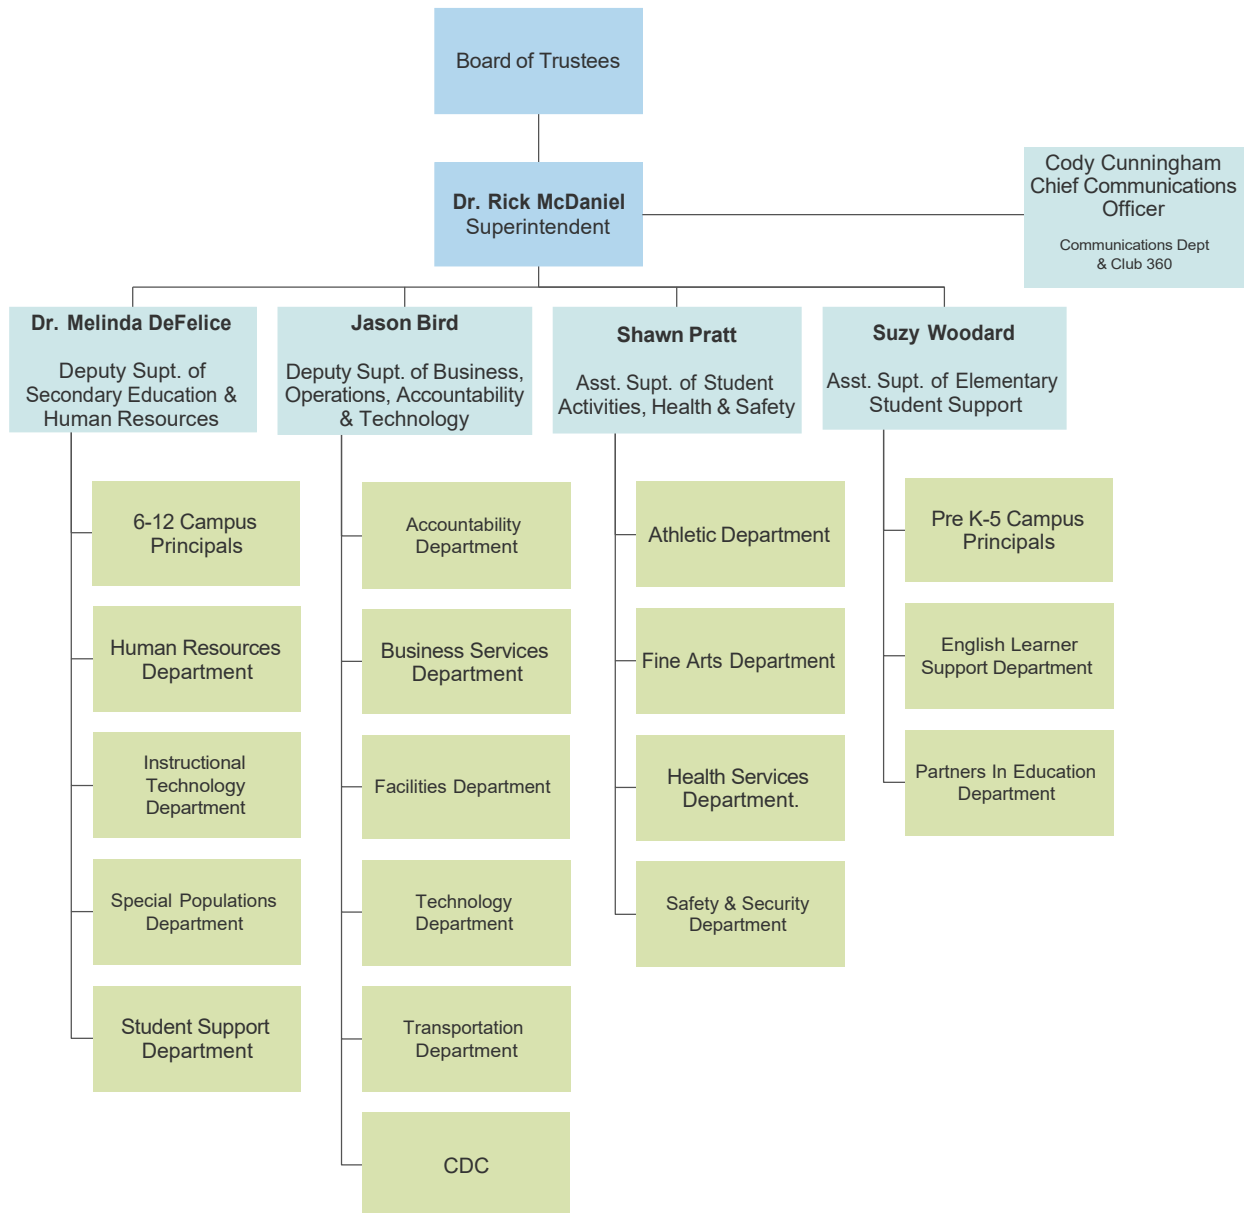 Board of Trustees
Dr. Rick McDaniel
Superintendent
Cody Cunningham
Chief Communications
Officer
Communications Dept
& Club 360
Dr. Melinda DeFelice
Deputy Supt. of
Secondary Education &
Human Resources
Jason Bird
Deputy Supt. of Business,
Operations, Accountability
& Technology
Shawn Pratt
Asst. Supt. of Student
Activities, Health & Safety
Suzy Woodard
Asst. Supt. of Elementary
Student Support
6-12 Campus
Principals
Human Resources
Department
Instructional
Technology
Department
Special Populations
Department
Student Support
Department
Accountability
Department
Business Services
Department
Facilities Department
Technology
Department
Transportation
Department
CDC
Athletic Department
Fine Arts Department
Health Services
Department.
Safety & Security
Department
Pre K-5 Campus
Principals
English Learner
Support Department
Partners In Education
Department